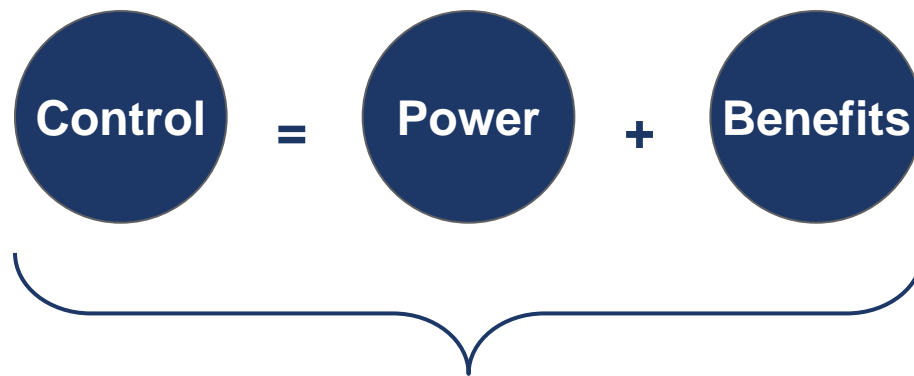 Control = Power + Benefits